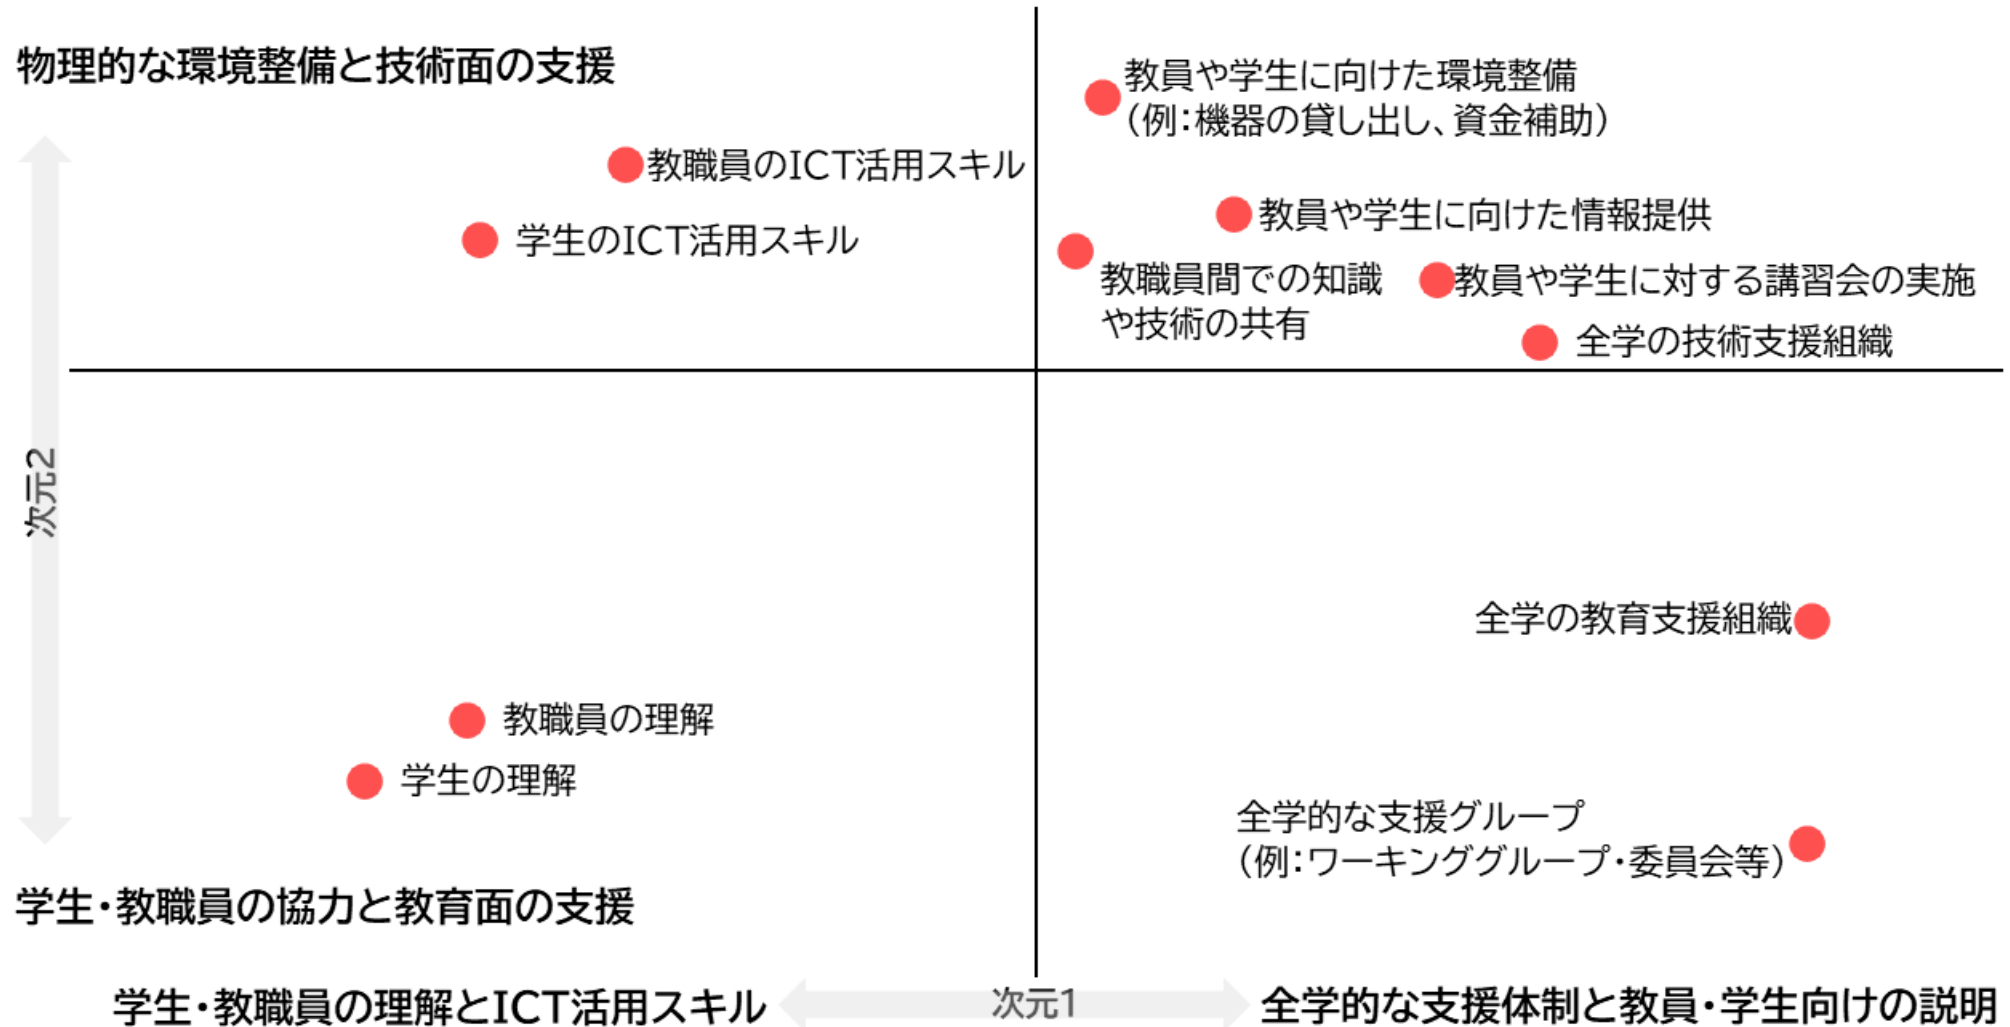 物理的な環境整備と技術面の支援
教員や学生に向けた環境整備
（例：機器の貸し出し、資金補助）
教職員のICT活用スキル
教員や学生に向けた情報提供
学生のICT活用スキル
教職員間での知識
や技術の共有
教員や学生に対する講習会の実施
全学の技術支援組織
次元2
全学の教育支援組織
教職員の理解
学生の理解
全学的な支援グループ
（例：ワーキンググループ・委員会等）
学生・教職員の協力と教育面の支援
学生・教職員の理解とICT活用スキル
次元1
全学的な支援体制と教員・学生向けの説明